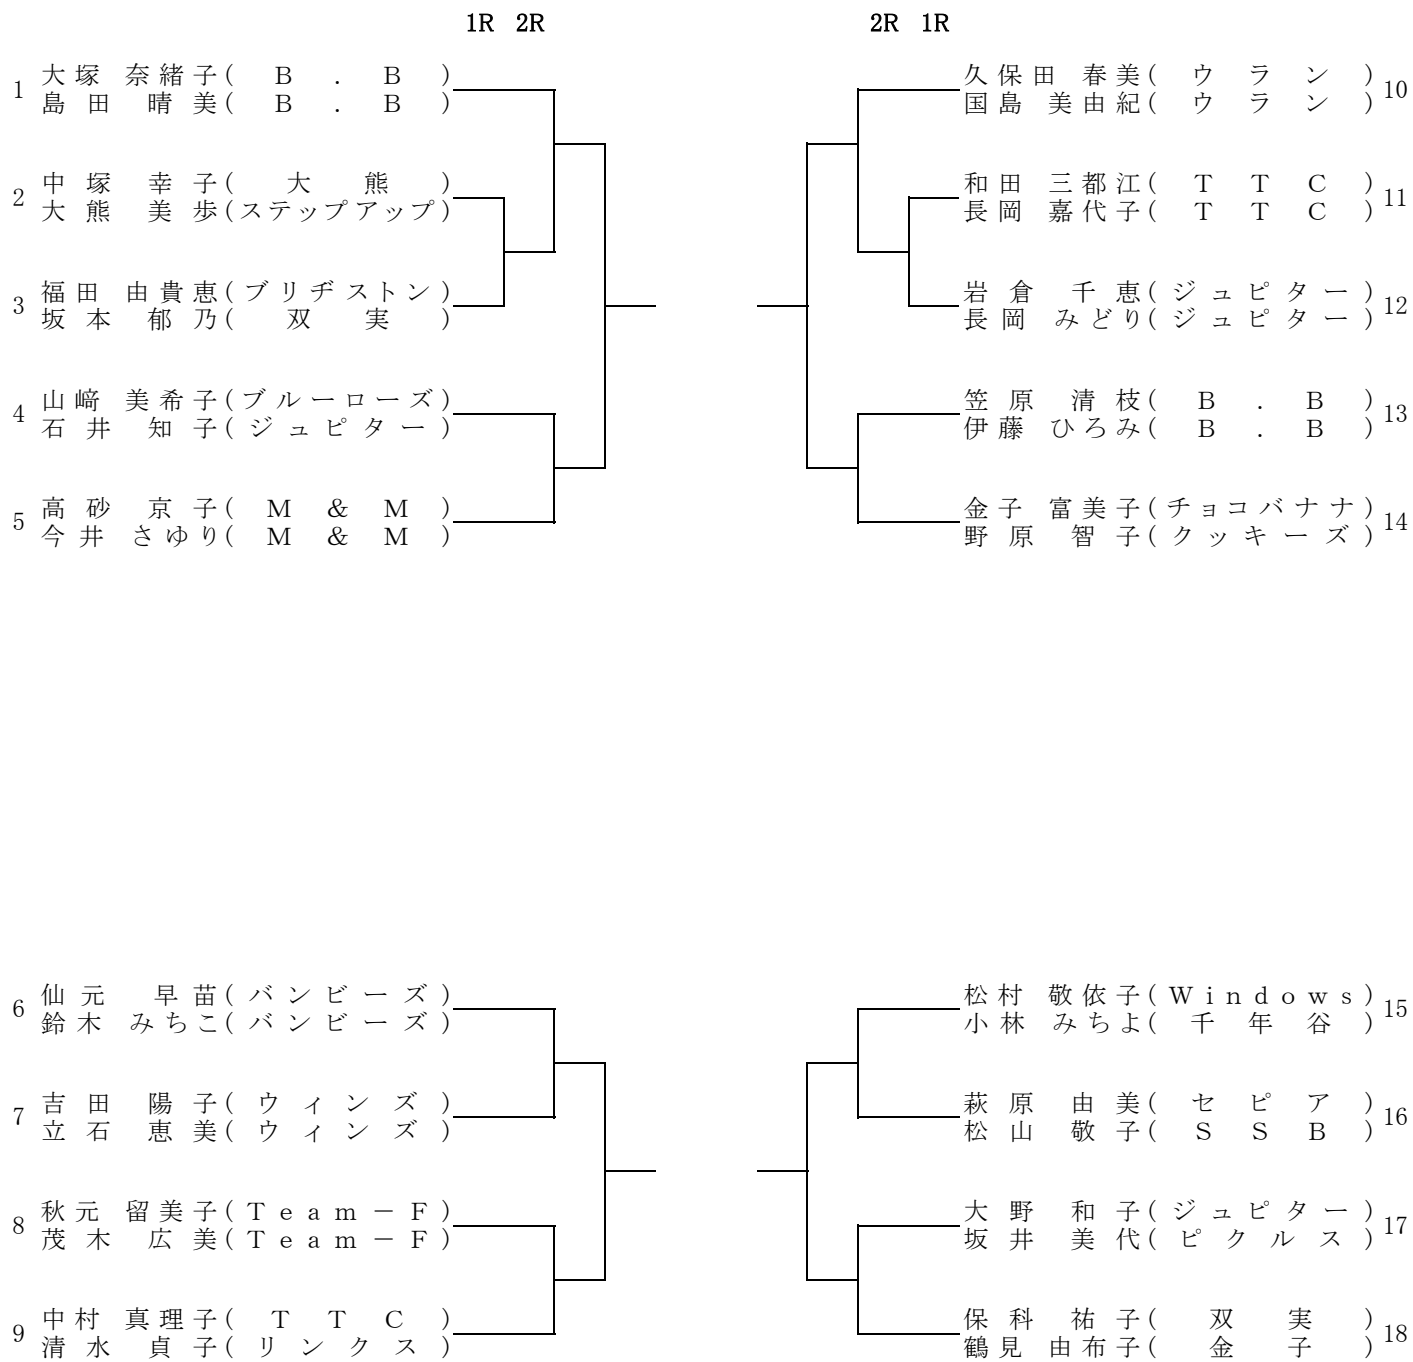 1R 2R
2R 1R
1 大塚 奈緒子(B.B)
島田 晴美(B.B)
2 中塚 幸子(大熊)
大熊 美歩(ステップアップ)
3 福田 由貴恵(ブリヂストン)
坂本 郁乃(双実)
4 山﨑 美希子(ブルーローズ)
石井 知子(ジュピター)
5 高砂 京子(M&M)
今井 さゆり(M&M)
久保田 春美(ウラン) 10
国島 美由紀(ウラン)
和田 三都江(TTC) 11
長岡 嘉代子(TTC)
岩倉 千恵(ジュピター) 12
長岡 みどり(ジュピター)
笠原 清枝(B.B) 13
伊藤 ひろみ(B.B)
金子 富美子(チョコバナナ) 14
野原 智子(クッキーズ)
6 仙元 早苗(バンビーズ)
鈴木 みちこ(バンビーズ)
7 吉田 陽子(ウィンズ)
立石 恵美(ウィンズ)
8 秋元 留美子(Team－F)
茂木 広美(Team－F)
9 中村 真理子(TTC)
清水 貞子(リンクス)
松村 敬依子(Windows) 15
小林 みちよ(千年谷)
萩原 由美(セピア) 16
松山 敬子(SSB)
大野 和子(ジュピター) 17
坂井 美代(ピクルス)
保科 祐子(双実) 18
鶴見 由布子(金子)